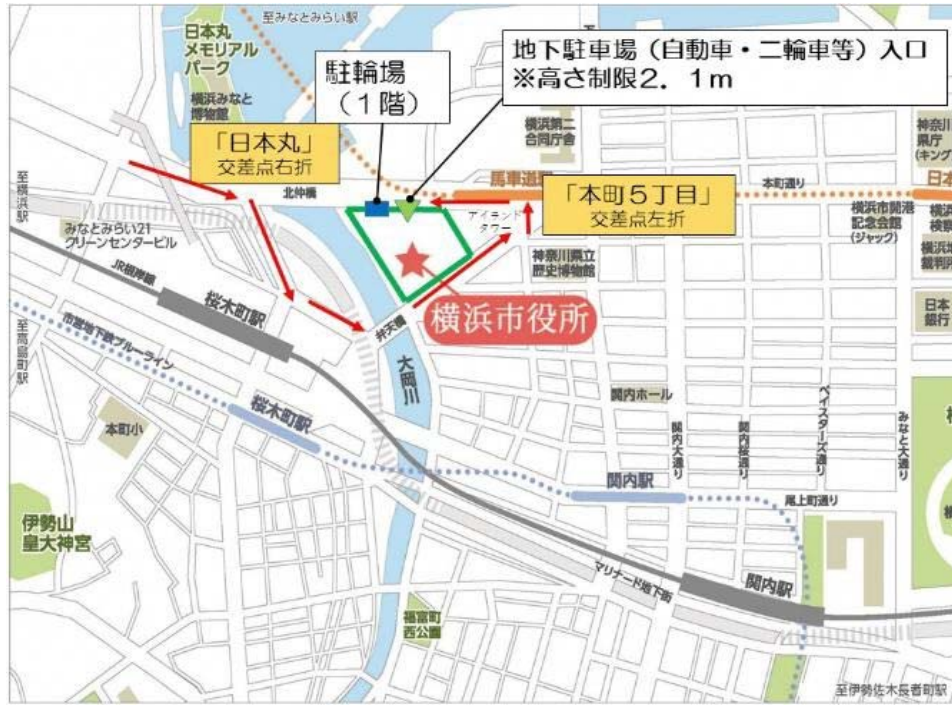 至みなとみらい駅
日本丸
メモリアル
パーク
横浜みなと
博物館
駐輪場
（１階）
地下駐車場（自動車・二輪車等）入口
※高さ制限２．１ｍ
「日本丸」
交差点右折
北仲橋
横浜第二
合同庁舎
神奈川
県庁
(キング
馬車道
本町通り
日本
「本町５丁目」
交差点左折
アイランド
タワー
横浜市開港
記念会館
(ジャック)
至横浜駅
みなとみらい21
グリーンセンタービル
神奈川県立
歴史博物館
JR根岸線
桜木町駅
横浜市役所
弁天橋
大岡川
日本
銀行
至高島町駅
市営地下鉄ブルーライン
桜木町駅
本町小
関内ホール
関内大通り
関内桜通り
ベイスターズ通り
みなと大通り
関内駅
尾上町通り
伊勢山
皇大神宮
マリナード地下街
関内駅
福富町
西公園
至伊勢佐木長者町駅